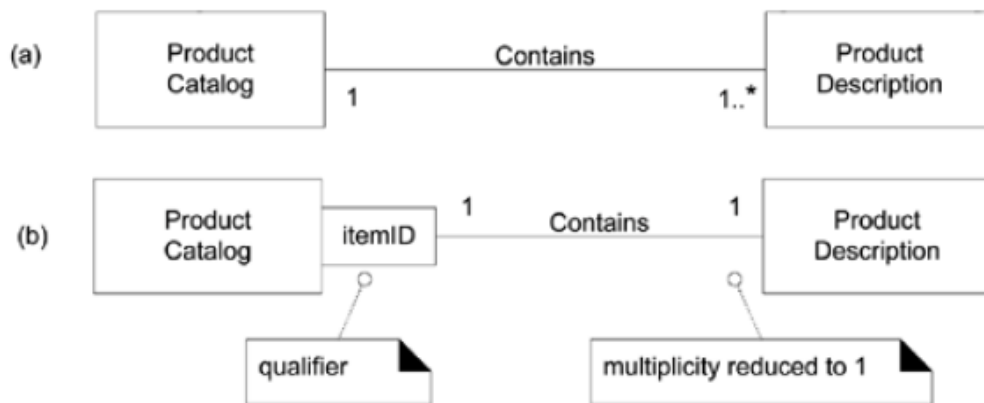 (a)
Product
Catalog
Contains
1
1..*
Product
Description
(b)
Product
Catalog
itemID
1
Contains
1
Product
Description
qualifier
multiplicity reduced to 1